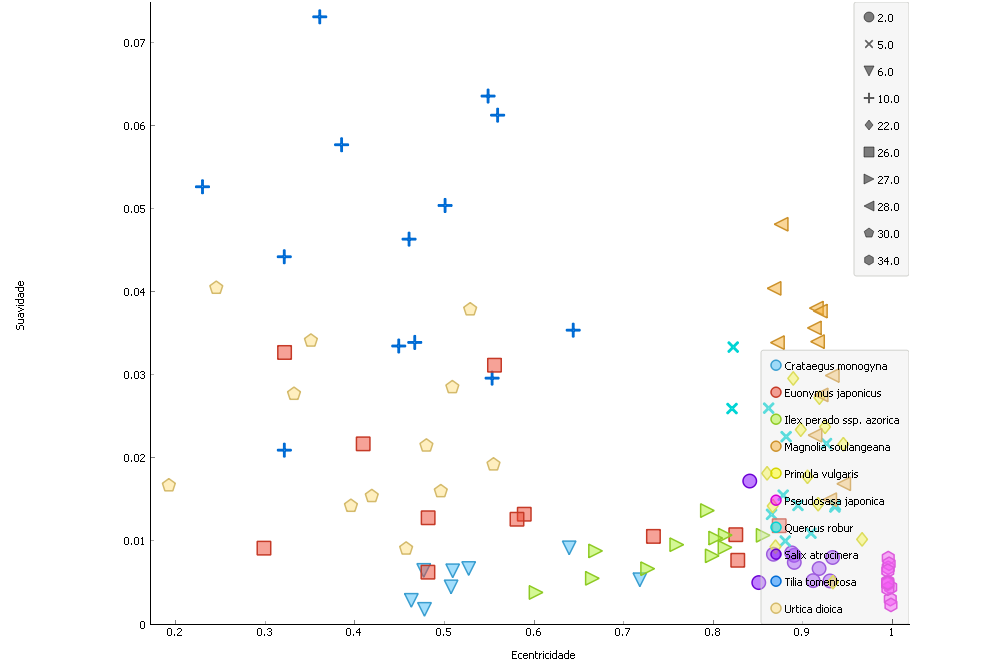 0.07
0.06
0.05
0.04
0.03
0.02
0.01
0
Suavidade
0.2
0.3
0.4
0.5
0.6
0.7
0.8
0.9
1
Ecentricidade
2.0
5.0
6.0
10.0
22.0
26.0
27.0
28.0
30.0
34.0
Crataegus monogyna
Euonymus japonicus
Ilex perado ssp. azorica
Magnolia soulangeana
Primula vulgaris
Pseudosasa japonica
Quercus robur
Salix atrocinera
Tilia tomentosa
Urtica dioica